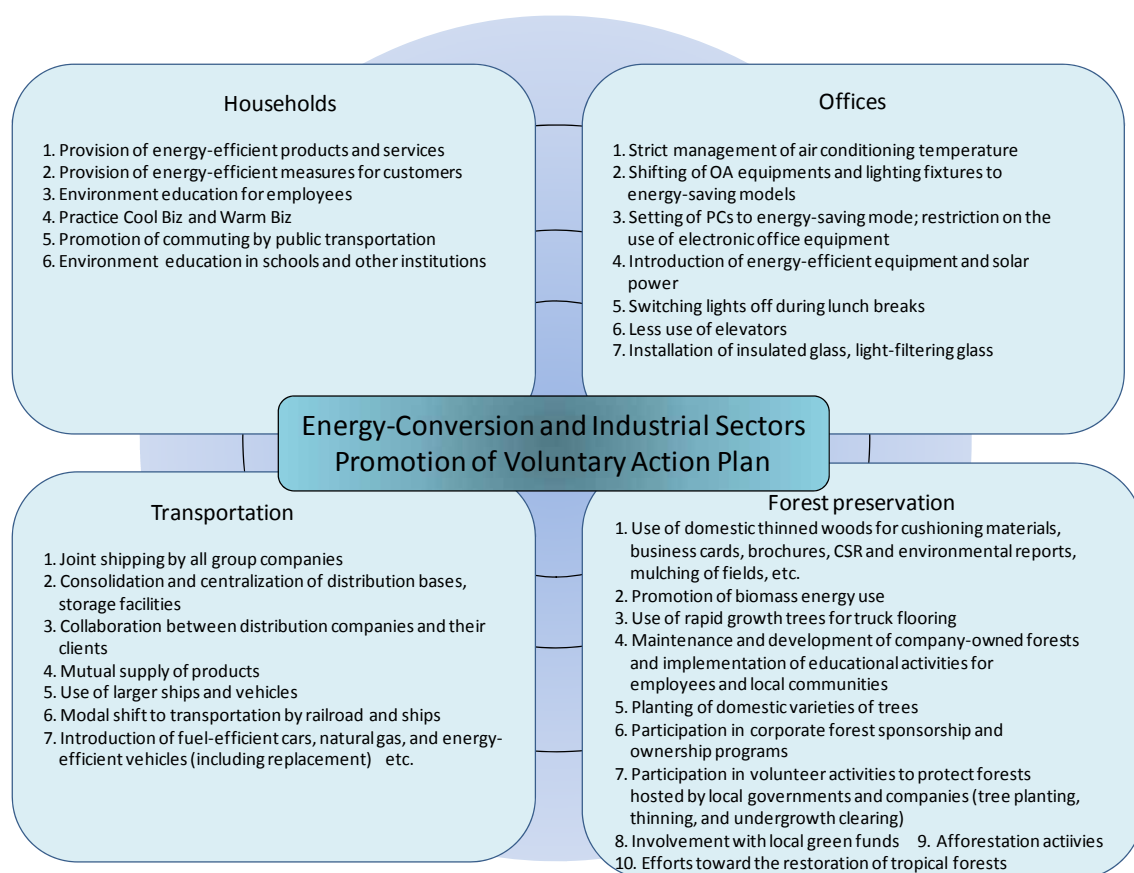 Households
1. Provision of energy-efficient products and services
2. Provision of energy-efficient measures for customers
3. Environment education for employees
4. Practice Cool Biz and Warm Biz
5. Promotion of commuting by public transportation
6. Environment education in schools and other institutions
Offices
1. Strict management of air conditioning temperature
2. Shifting of OA equipments and lighting fixtures to
energy-saving models
3. Setting of PCs to energy-saving mode; restriction on the
use of electronic office equipment
4. Introduction of energy-efficient equipment and solar
power
5. Switching lights off during lunch breaks
6. Less use of elevators
7. Installation of insulated glass, light-filtering glass
Energy-Conversion and Industrial Sectors
Promotion of Voluntary Action Plan
Transportation
1. Joint shipping by all group companies
2. Consolidation and centralization of distribution bases,
storage facilities
3. Collaboration between distribution companies and their
clients
4. Mutual supply of products
5. Use of larger ships and vehicles
6. Modal shift to transportation by railroad and ships
7. Introduction of fuel-efficient cars, natural gas, and energy-
efficient vehicles (including replacement) etc.
Forest preservation
1. Use of domestic thinned woods for cushioning materials,
business cards, brochures, CSR and environmental reports,
mulching of fields, etc.
2. Promotion of biomass energy use
3. Use of rapid growth trees for truck flooring
4. Maintenance and development of company-owned forests
and implementation of educational activities for
employees and local communities
5. Planting of domestic varieties of trees
6. Participation in corporate forest sponsorship and
ownership programs
7. Participation in volunteer activities to protect forests
hosted by local governments and companies (tree planting,
thinning, and undergrowth clearing)
8. Involvement with local green funds 9. Afforestation actiivies
10. Efforts toward the restoration of tropical forests